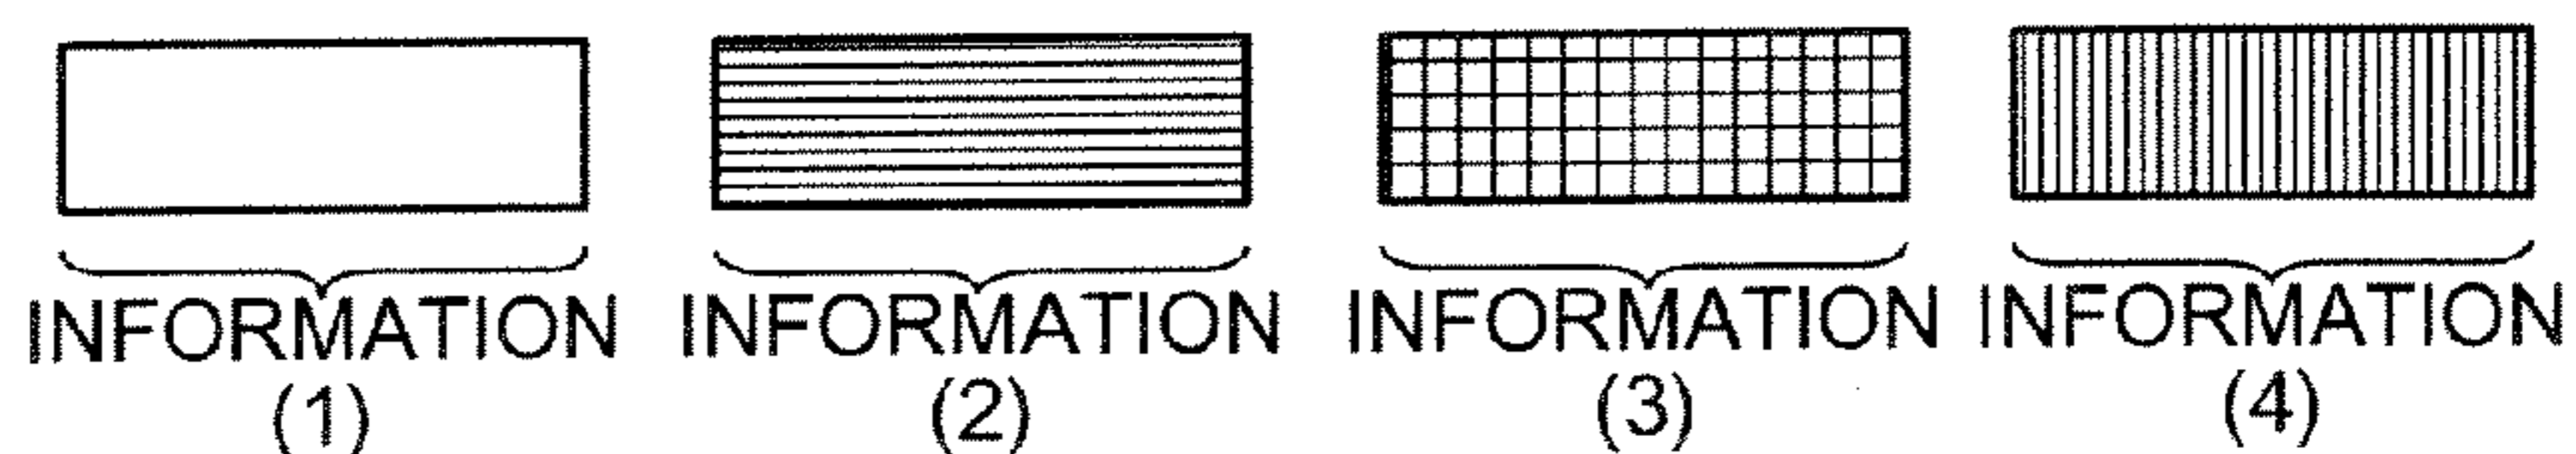 INFORMATION INFORMATION INFORMATION INFORMATION
(1) (2) (3) (4)